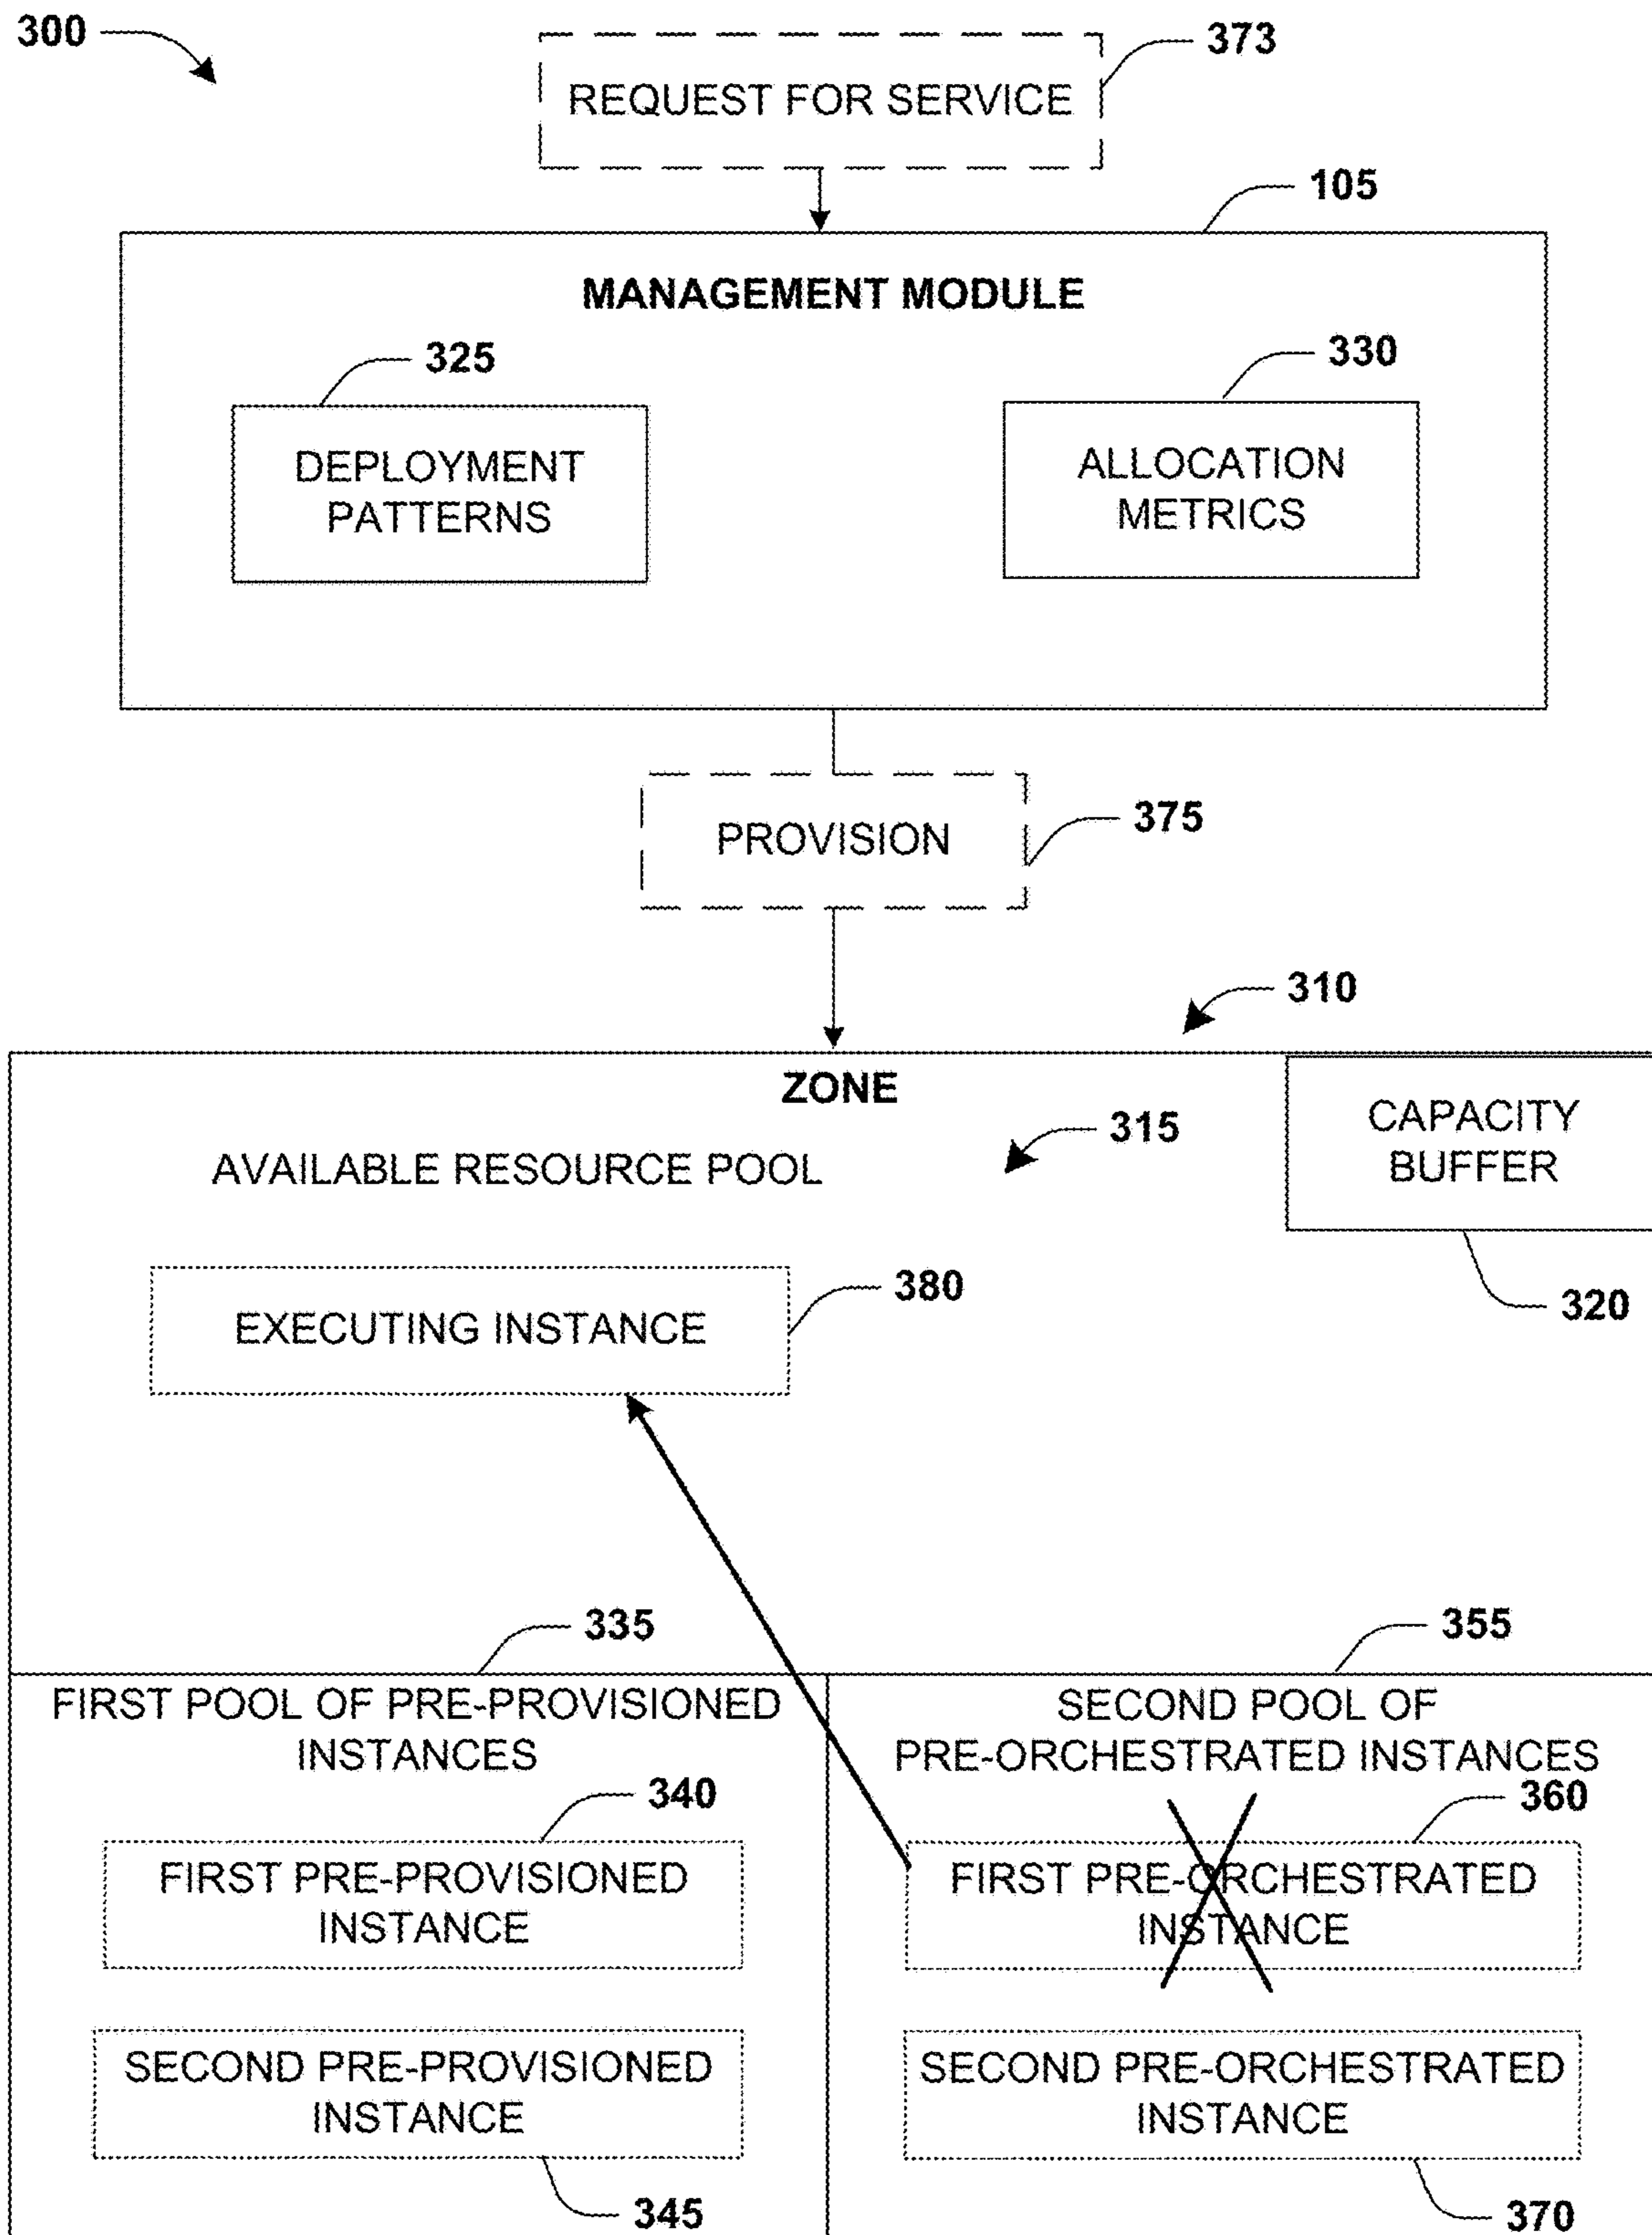 300
373
REQUEST FOR SERVICE
105
MANAGEMENT MODULE
325
330
DEPLOYMENT
PATTERNS
ALLOCATION
METRICS
375
PROVISION
310
ZONE
CAPACITY
BUFFER
315
AVAILABLE RESOURCE POOL
380
320
EXECUTING INSTANCE
335
355
FIRST POOL OF PRE-PROVISIONED
INSTANCES
SECOND POOL OF
PRE-ORCHESTRATED INSTANCES
340
360
FIRST PRE-PROVISIONED
INSTANCE
FIRST PRE-ORCHESTRATED
INSTANCE
SECOND PRE-PROVISIONED
INSTANCE
SECOND PRE-ORCHESTRATED
INSTANCE
345
370